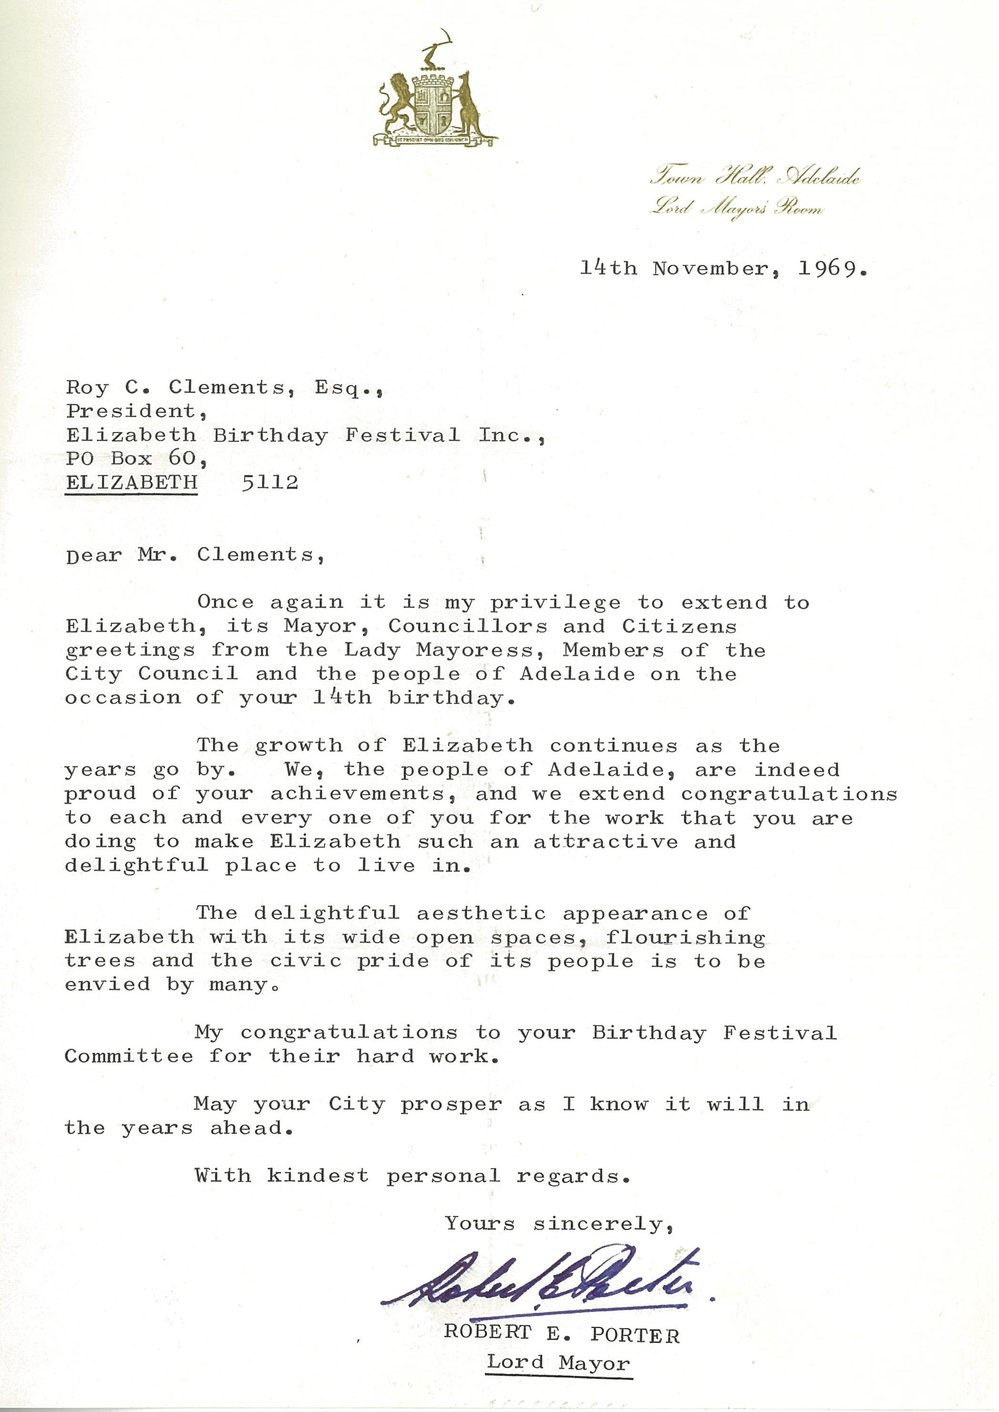 Town Hall, Adelaide
Lord Mayor's Room
14th November, 1969.
Roy C. Clements, Esq.,
President,
Elizabeth Birthday Festival Inc.,
PO Box 60,
ELIZABETH 5112
Dear Mr. Clements,
Once again it is my privilege to extend to
Elizabeth, its Mayor, Councillors and Citizens
greetings from the Lady Mayoress, Members of the
City Council and the people of Adelaide on the
occasion of your 14th birthday.
The growth of Elizabeth continues as the
years go by. We, the people of Adelaide, are indeed
proud of your achievements, and we extend congratulations
to each and every one of you for the work that you are
doing to make Elizabeth such an attractive and
delightful place to live in.
The delightful aesthetic appearance of
Elizabeth with its wide open spaces, flourishing
trees and the civic pride of its people is to be
envied by many.
My congratulations to your Birthday Festival
Committee for their hard work.
May your City prosper as I know it will in
the years ahead.
With kindest personal regards.
Yours sincerely,
Robert E Porter.
ROBERT E. PORTER
Lord Mayor